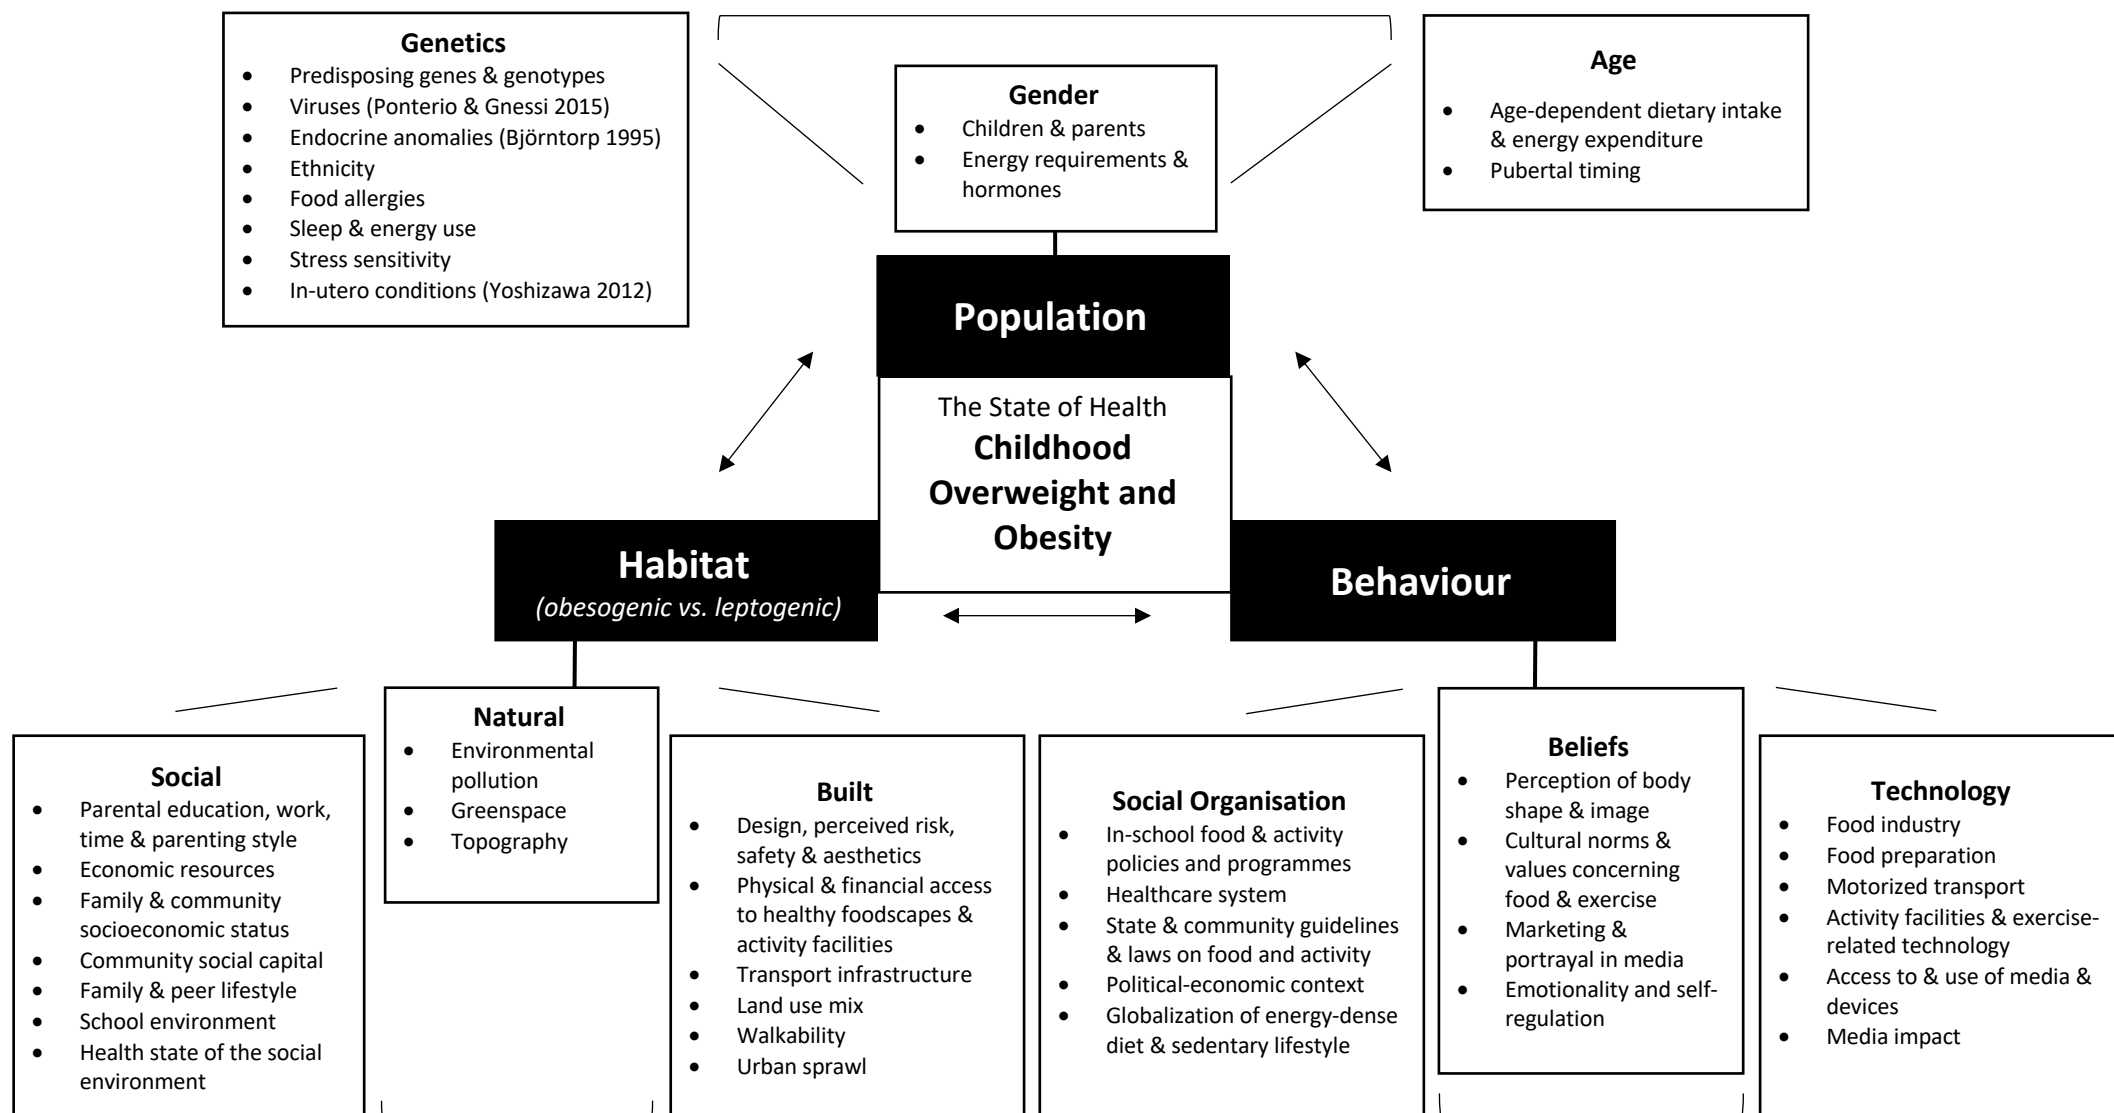 Genetics
• Predisposing genes & genotypes
• Viruses (Ponterio & Gnessi 2015)
• Endocrine anomalies (Björntorp 1995)
• Ethnicity
• Food allergies
• Sleep & energy use
• Stress sensitivity
• In-utero conditions (Yoshizawa 2012)
Gender
• Children & parents
• Energy requirements &
hormones
Age
• Age-dependent dietary intake
& energy expenditure
• Pubertal timing
Population
The State of Health
Childhood
Overweight and
Obesity
Habitat
(obesogenic vs. leptogenic)
Behaviour
Social
• Parental education, work,
time & parenting style
• Economic resources
• Family & community
socioeconomic status
• Community social capital
• Family & peer lifestyle
• School environment
• Health state of the social
environment
Natural
• Environmental
pollution
• Greenspace
• Topography
Built
• Design, perceived risk,
safety & aesthetics
• Physical & financial access
to healthy foodscapes &
activity facilities
• Transport infrastructure
• Land use mix
• Walkability
• Urban sprawl
Social Organisation
• In-school food & activity
policies and programmes
• Healthcare system
• State & community guidelines
& laws on food and activity
• Political-economic context
• Globalization of energy-dense
diet & sedentary lifestyle
Beliefs
• Perception of body
shape & image
• Cultural norms &
values concerning
food & exercise
• Marketing &
portrayal in media
• Emotionality and self-
regulation
Technology
• Food industry
• Food preparation
• Motorized transport
• Activity facilities & exercise-
related technology
• Access to & use of media &
devices
• Media impact